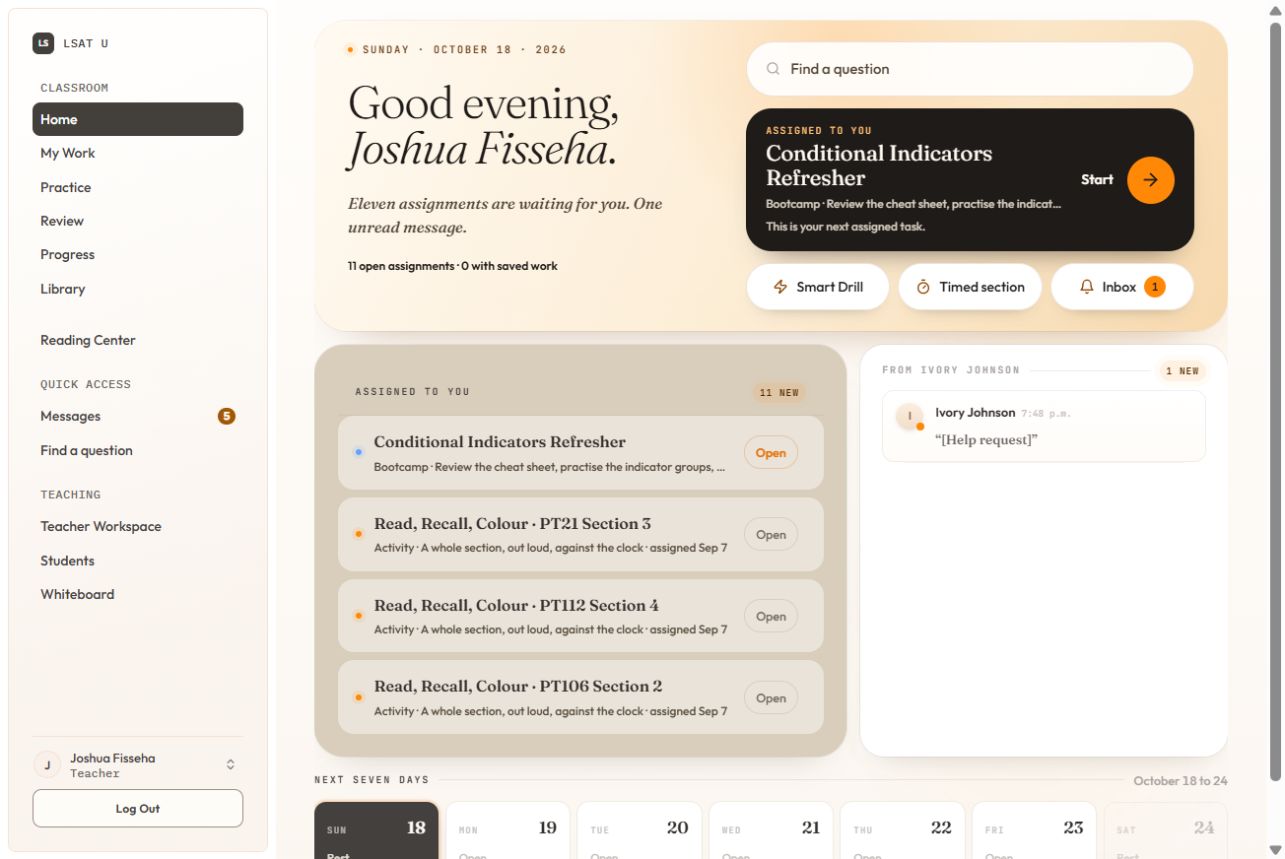 LS LSAT U
CLASSROOM
Home
My Work
Practice
Review
Progress
Library
Reading Center
QUICK ACCESS
Messages 5
Find a question
TEACHING
Teacher Workspace
Students
Whiteboard
J Joshua Fisseha
Teacher
Log Out
SUNDAY · OCTOBER 18 · 2026
Good evening,
Joshua Fisseha.
Eleven assignments are waiting for you. One
unread message.
11 open assignments · 0 with saved work
Find a question
ASSIGNED TO YOU
Conditional Indicators
Refresher
Bootcamp · Review the cheat sheet, practise the indicat...
This is your next assigned task.
Start
Smart Drill
Timed section
Inbox 1
ASSIGNED TO YOU 11 NEW
Conditional Indicators Refresher
Bootcamp · Review the cheat sheet, practise the indicator groups, ...
Open
Read, Recall, Colour · PT21 Section 3
Activity · A whole section, out loud, against the clock · assigned Sep 7
Open
Read, Recall, Colour · PT112 Section 4
Activity · A whole section, out loud, against the clock · assigned Sep 7
Open
Read, Recall, Colour · PT106 Section 2
Activity · A whole section, out loud, against the clock · assigned Sep 7
Open
FROM IVORY JOHNSON 1 NEW
I Ivory Johnson 7:48 p.m.
“[Help request]”
NEXT SEVEN DAYS October 18 to 24
SUN 18 MON 19 TUE 20 WED 21 THU 22 FRI 23 SAT 24
Rest Open Open Open Open Open